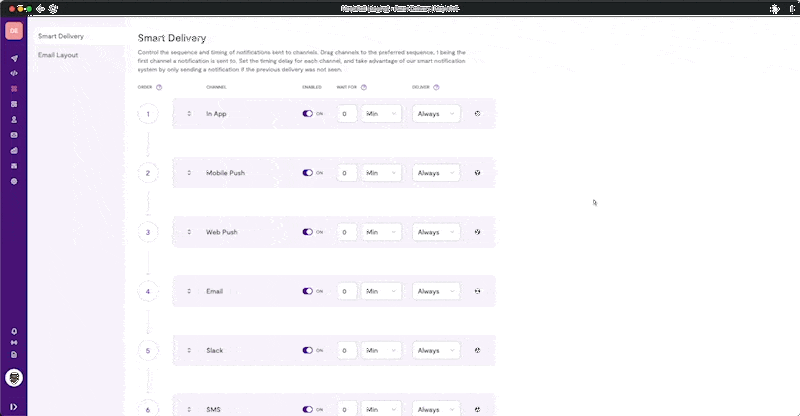 DE
Smart Delivery
Email Layout
Smart Delivery
Control the sequence and timing of notifications sent to channels. Drag channels to the preferred sequence, 1 being the
first channel a notification is sent to. Set the timing delay for each channel, and take advantage of our smart notification
system by only sending a notification if the previous delivery was not seen.
ORDER ? CHANNEL ENABLED WAIT FOR ? DELIVER ?
1 In App ON 0 Min Always
2 Mobile Push ON 0 Min Always
3 Web Push ON 0 Min Always
4 Email ON 0 Min Always
5 Slack ON 0 Min Always
6 SMS ON 0 Min Always